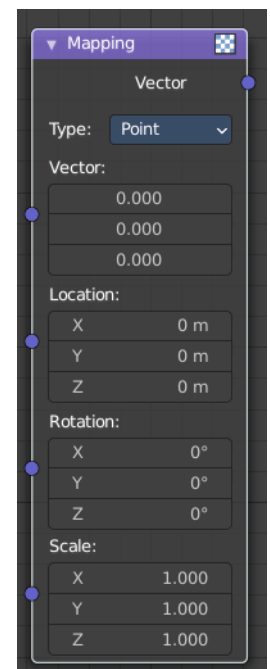 Mapping
Vector
Type: Point
Vector:
0.000
0.000
0.000
Location:
X 0 m
Y 0 m
Z 0 m
Rotation:
X 0°
Y 0°
Z 0°
Scale:
X 1.000
Y 1.000
Z 1.000